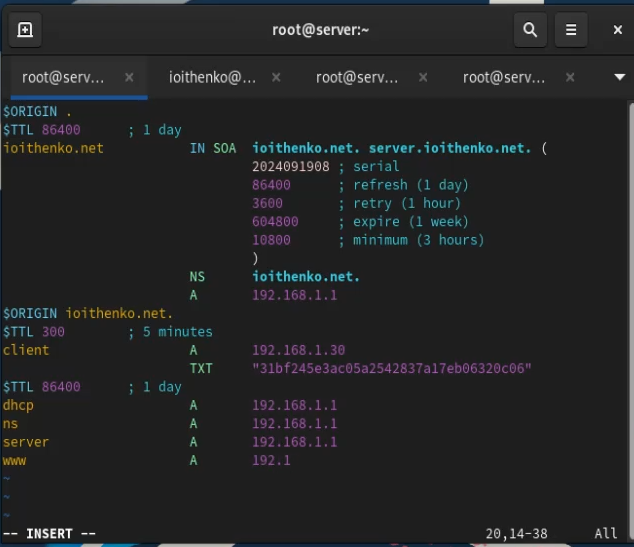 root@server:~
root@serv... × ioithenko@... × root@serv... × root@serv... ×
$ORIGIN .
$TTL 86400 ; 1 day
ioithenko.net IN SOA ioithenko.net. server.ioithenko.net. (
2024091908 ; serial
86400 ; refresh (1 day)
3600 ; retry (1 hour)
604800 ; expire (1 week)
10800 ; minimum (3 hours)
)
NS ioithenko.net.
A 192.168.1.1
$ORIGIN ioithenko.net.
$TTL 300 ; 5 minutes
client A 192.168.1.30
TXT "31bf245e3ac05a2542837a17eb06320c06"
$TTL 86400 ; 1 day
dhcp A 192.168.1.1
ns A 192.168.1.1
server A 192.168.1.1
www A 192.1
~
~
~
-- INSERT -- 20,14-38 All